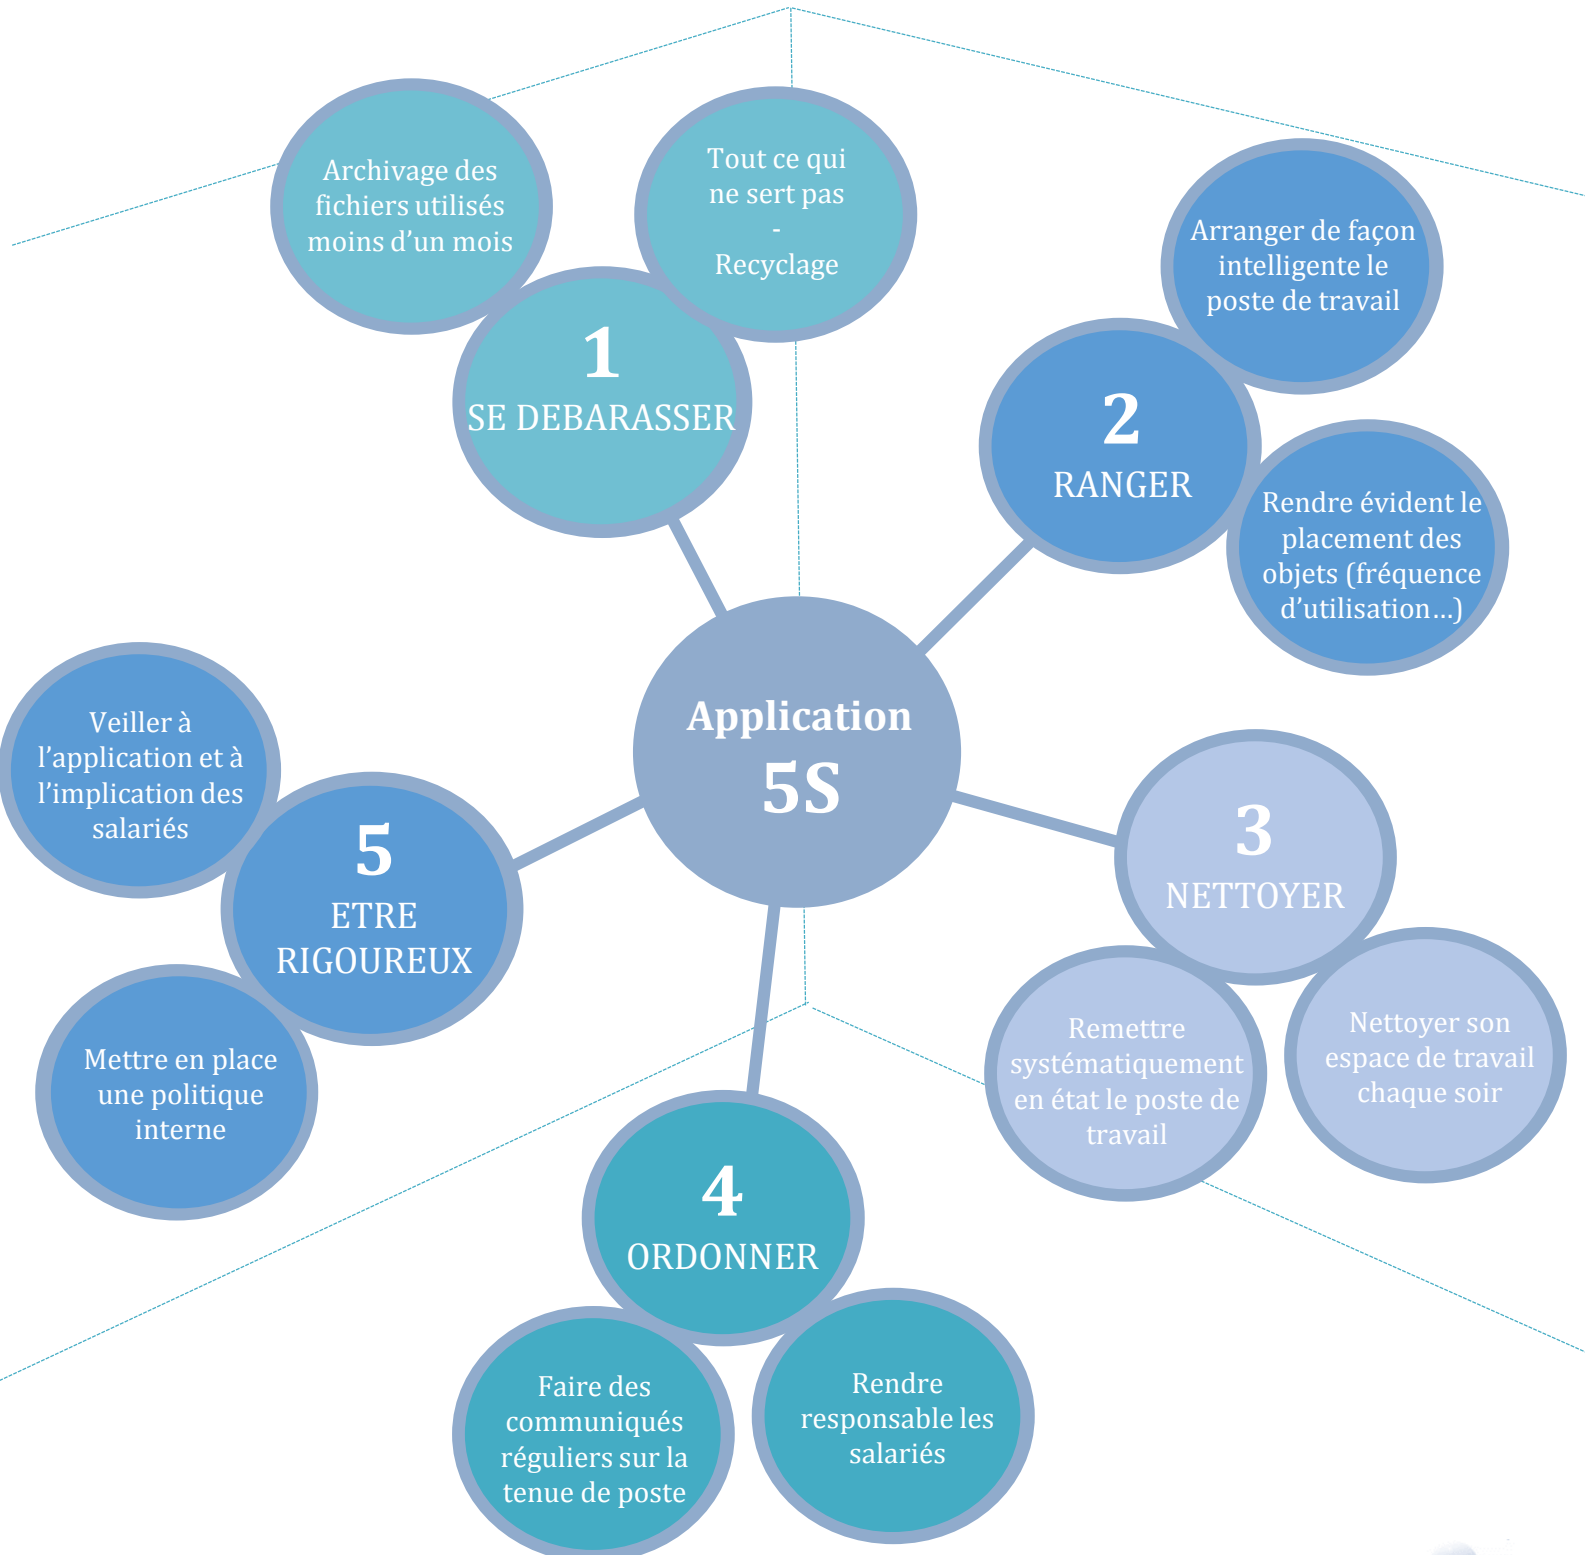 Archivage des
fichiers utilisés
moins d’un mois
Tout ce qui
ne sert pas
-
Recyclage
1
SE DEBARASSER
Arranger de façon
intelligente le
poste de travail
2
RANGER
Rendre évident le
placement des
objets (fréquence
d’utilisation…)
Application
5S
3
NETTOYER
Remettre
systématiquement
en état le poste de
travail
Nettoyer son
espace de travail
chaque soir
4
ORDONNER
Faire des
communiqués
réguliers sur la
tenue de poste
Rendre
responsable les
salariés
5
ETRE
RIGOUREUX
Veiller à
l’application et à
l’implication des
salariés
Mettre en place
une politique
interne